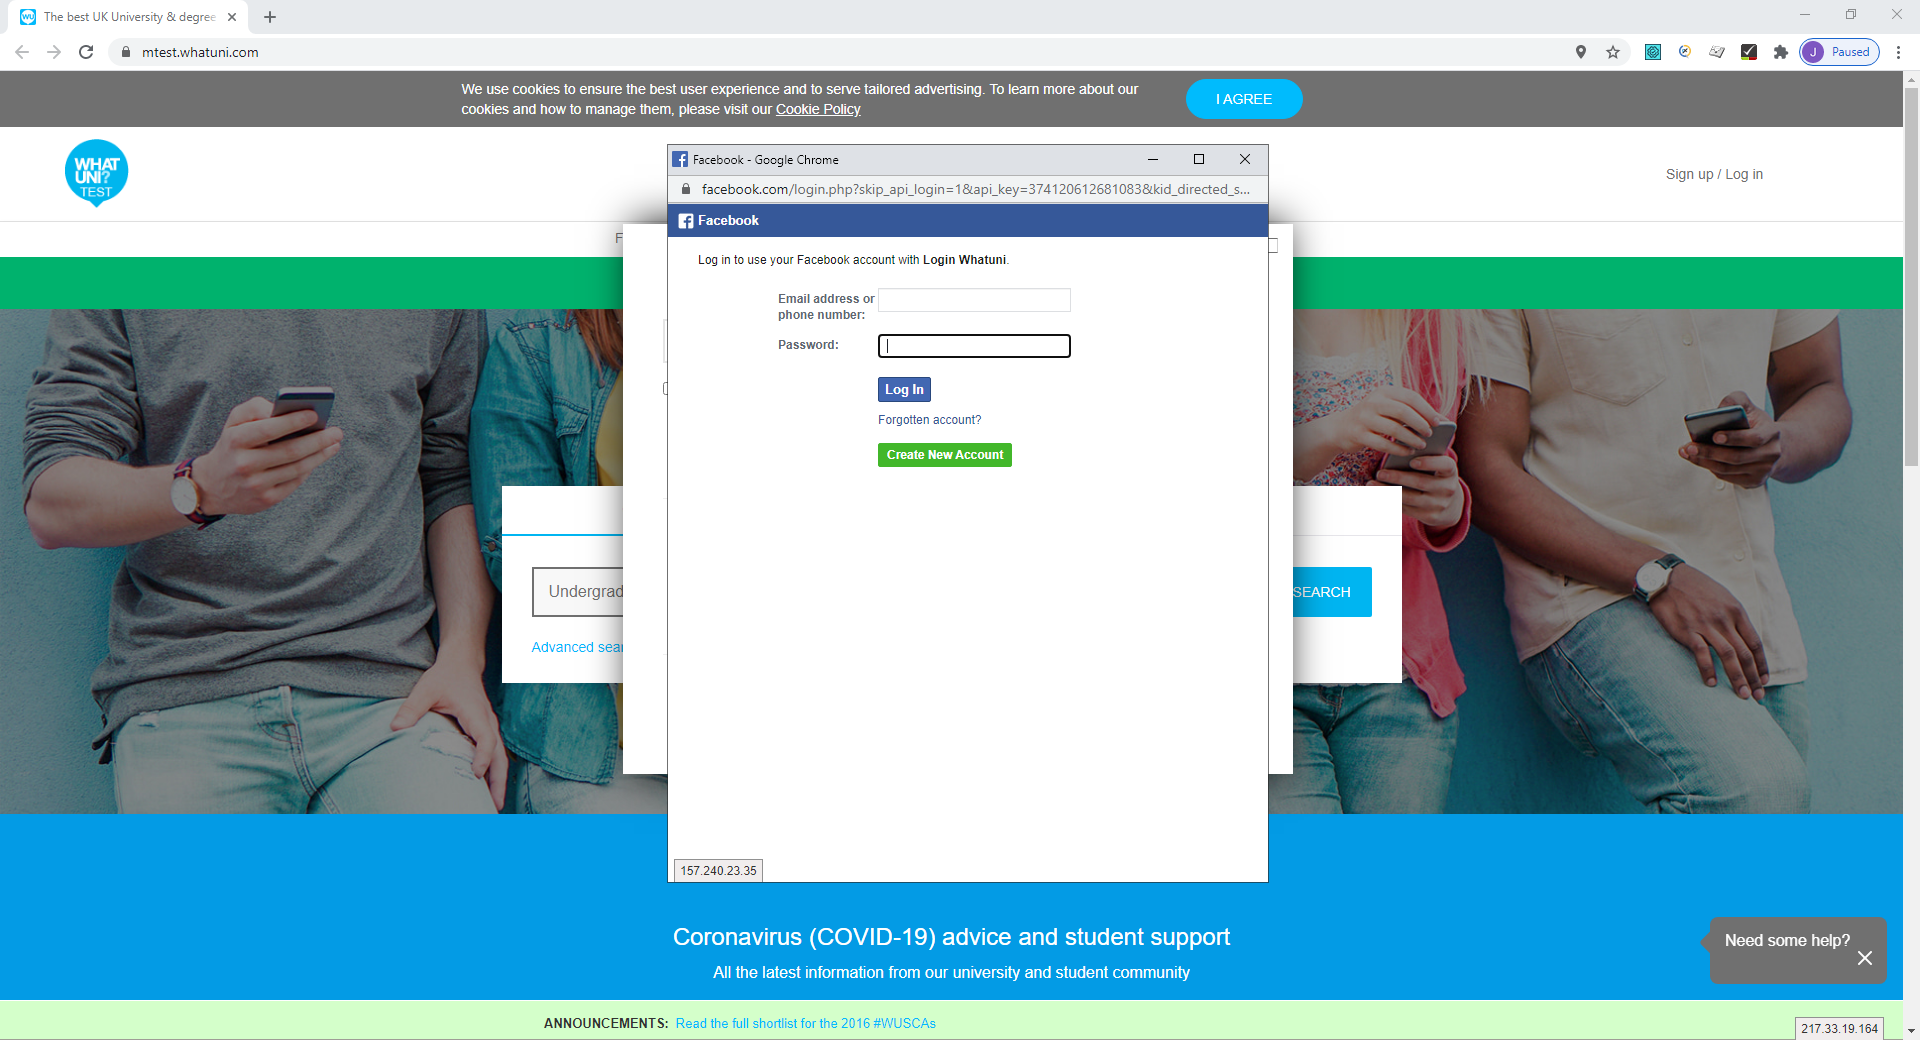 The best UK University & degree
mtest.whatuni.com
J Paused
We use cookies to ensure the best user experience and to serve tailored advertising. To learn more about our
cookies and how to manage them, please visit our Cookie Policy
I AGREE
WHAT
UNI?
TEST
Sign up / Log in
Facebook - Google Chrome
facebook.com/login.php?skip_api_login=1&api_key=374120612681083&kid_directed_s...
Facebook
F
Log in to use your Facebook account with Login Whatuni.
Email address or
phone number:
Password:
Log In
Forgotten account?
Create New Account
Undergrad
SEARCH
Advanced sear
157.240.23.35
Coronavirus (COVID-19) advice and student support
All the latest information from our university and student community
Need some help?
ANNOUNCEMENTS: Read the full shortlist for the 2016 #WUSCAs
217.33.19.164